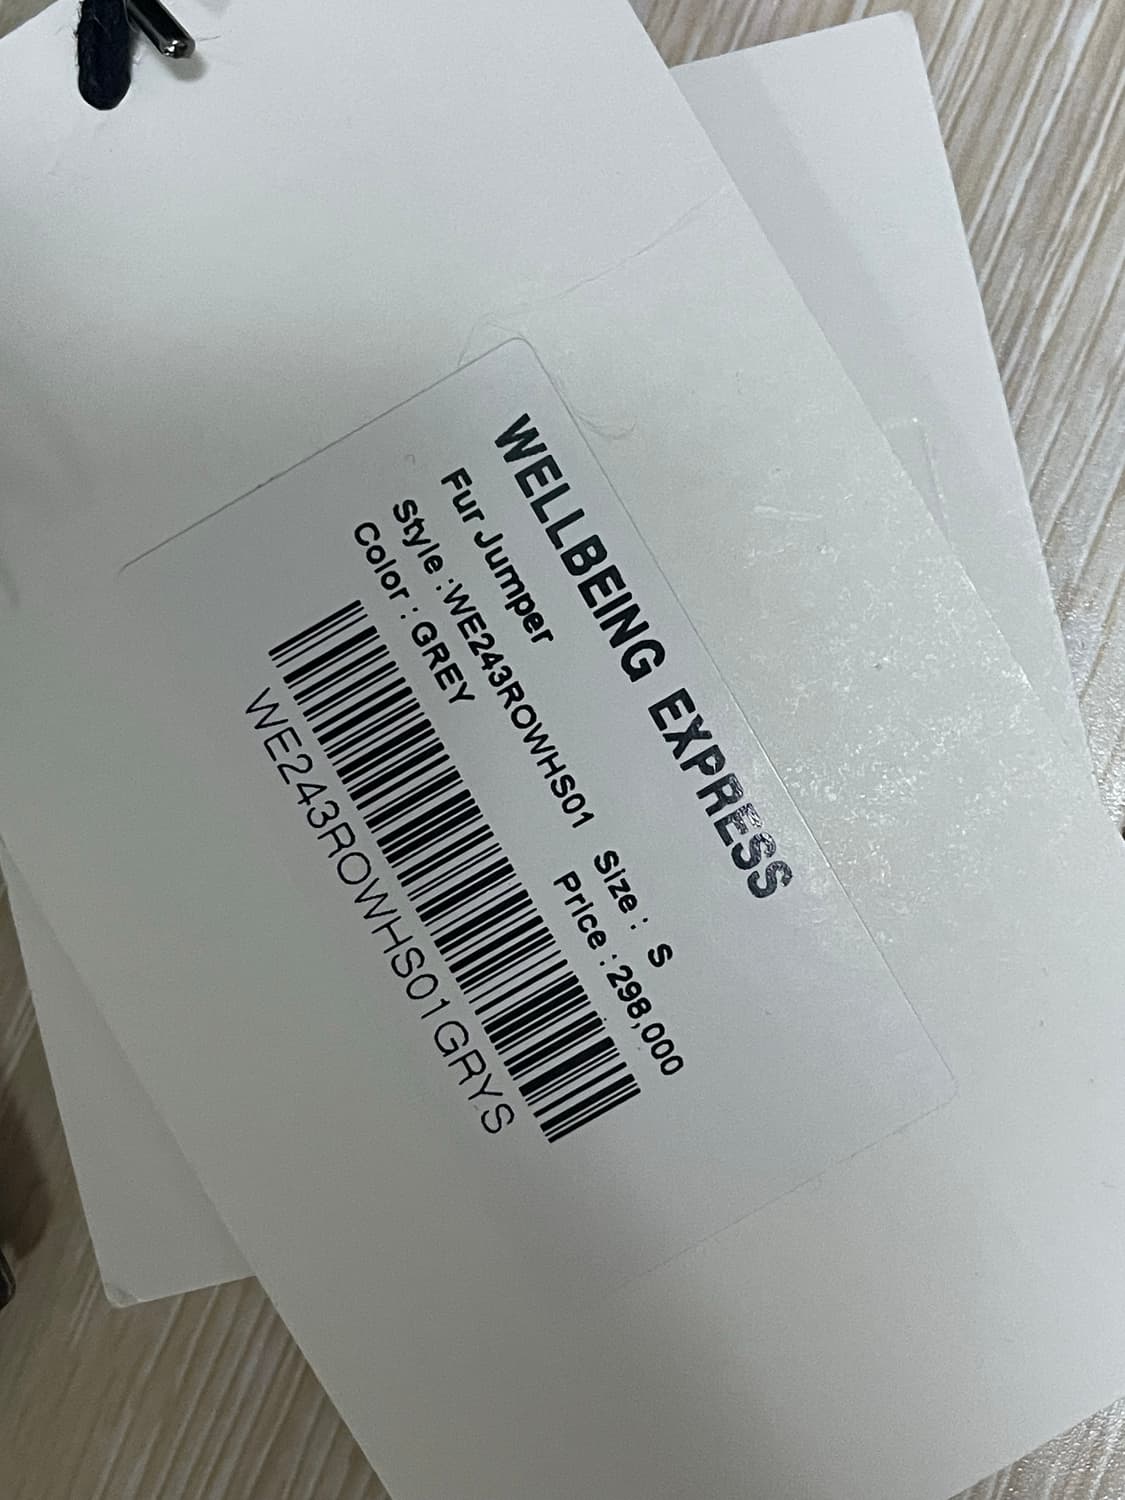 WELLBEING EXPRESS
Fur Jumper
Style :WE243ROWHS01 Size : S
Color : GREY Price : 298,000
WE243ROWHS01GRYS